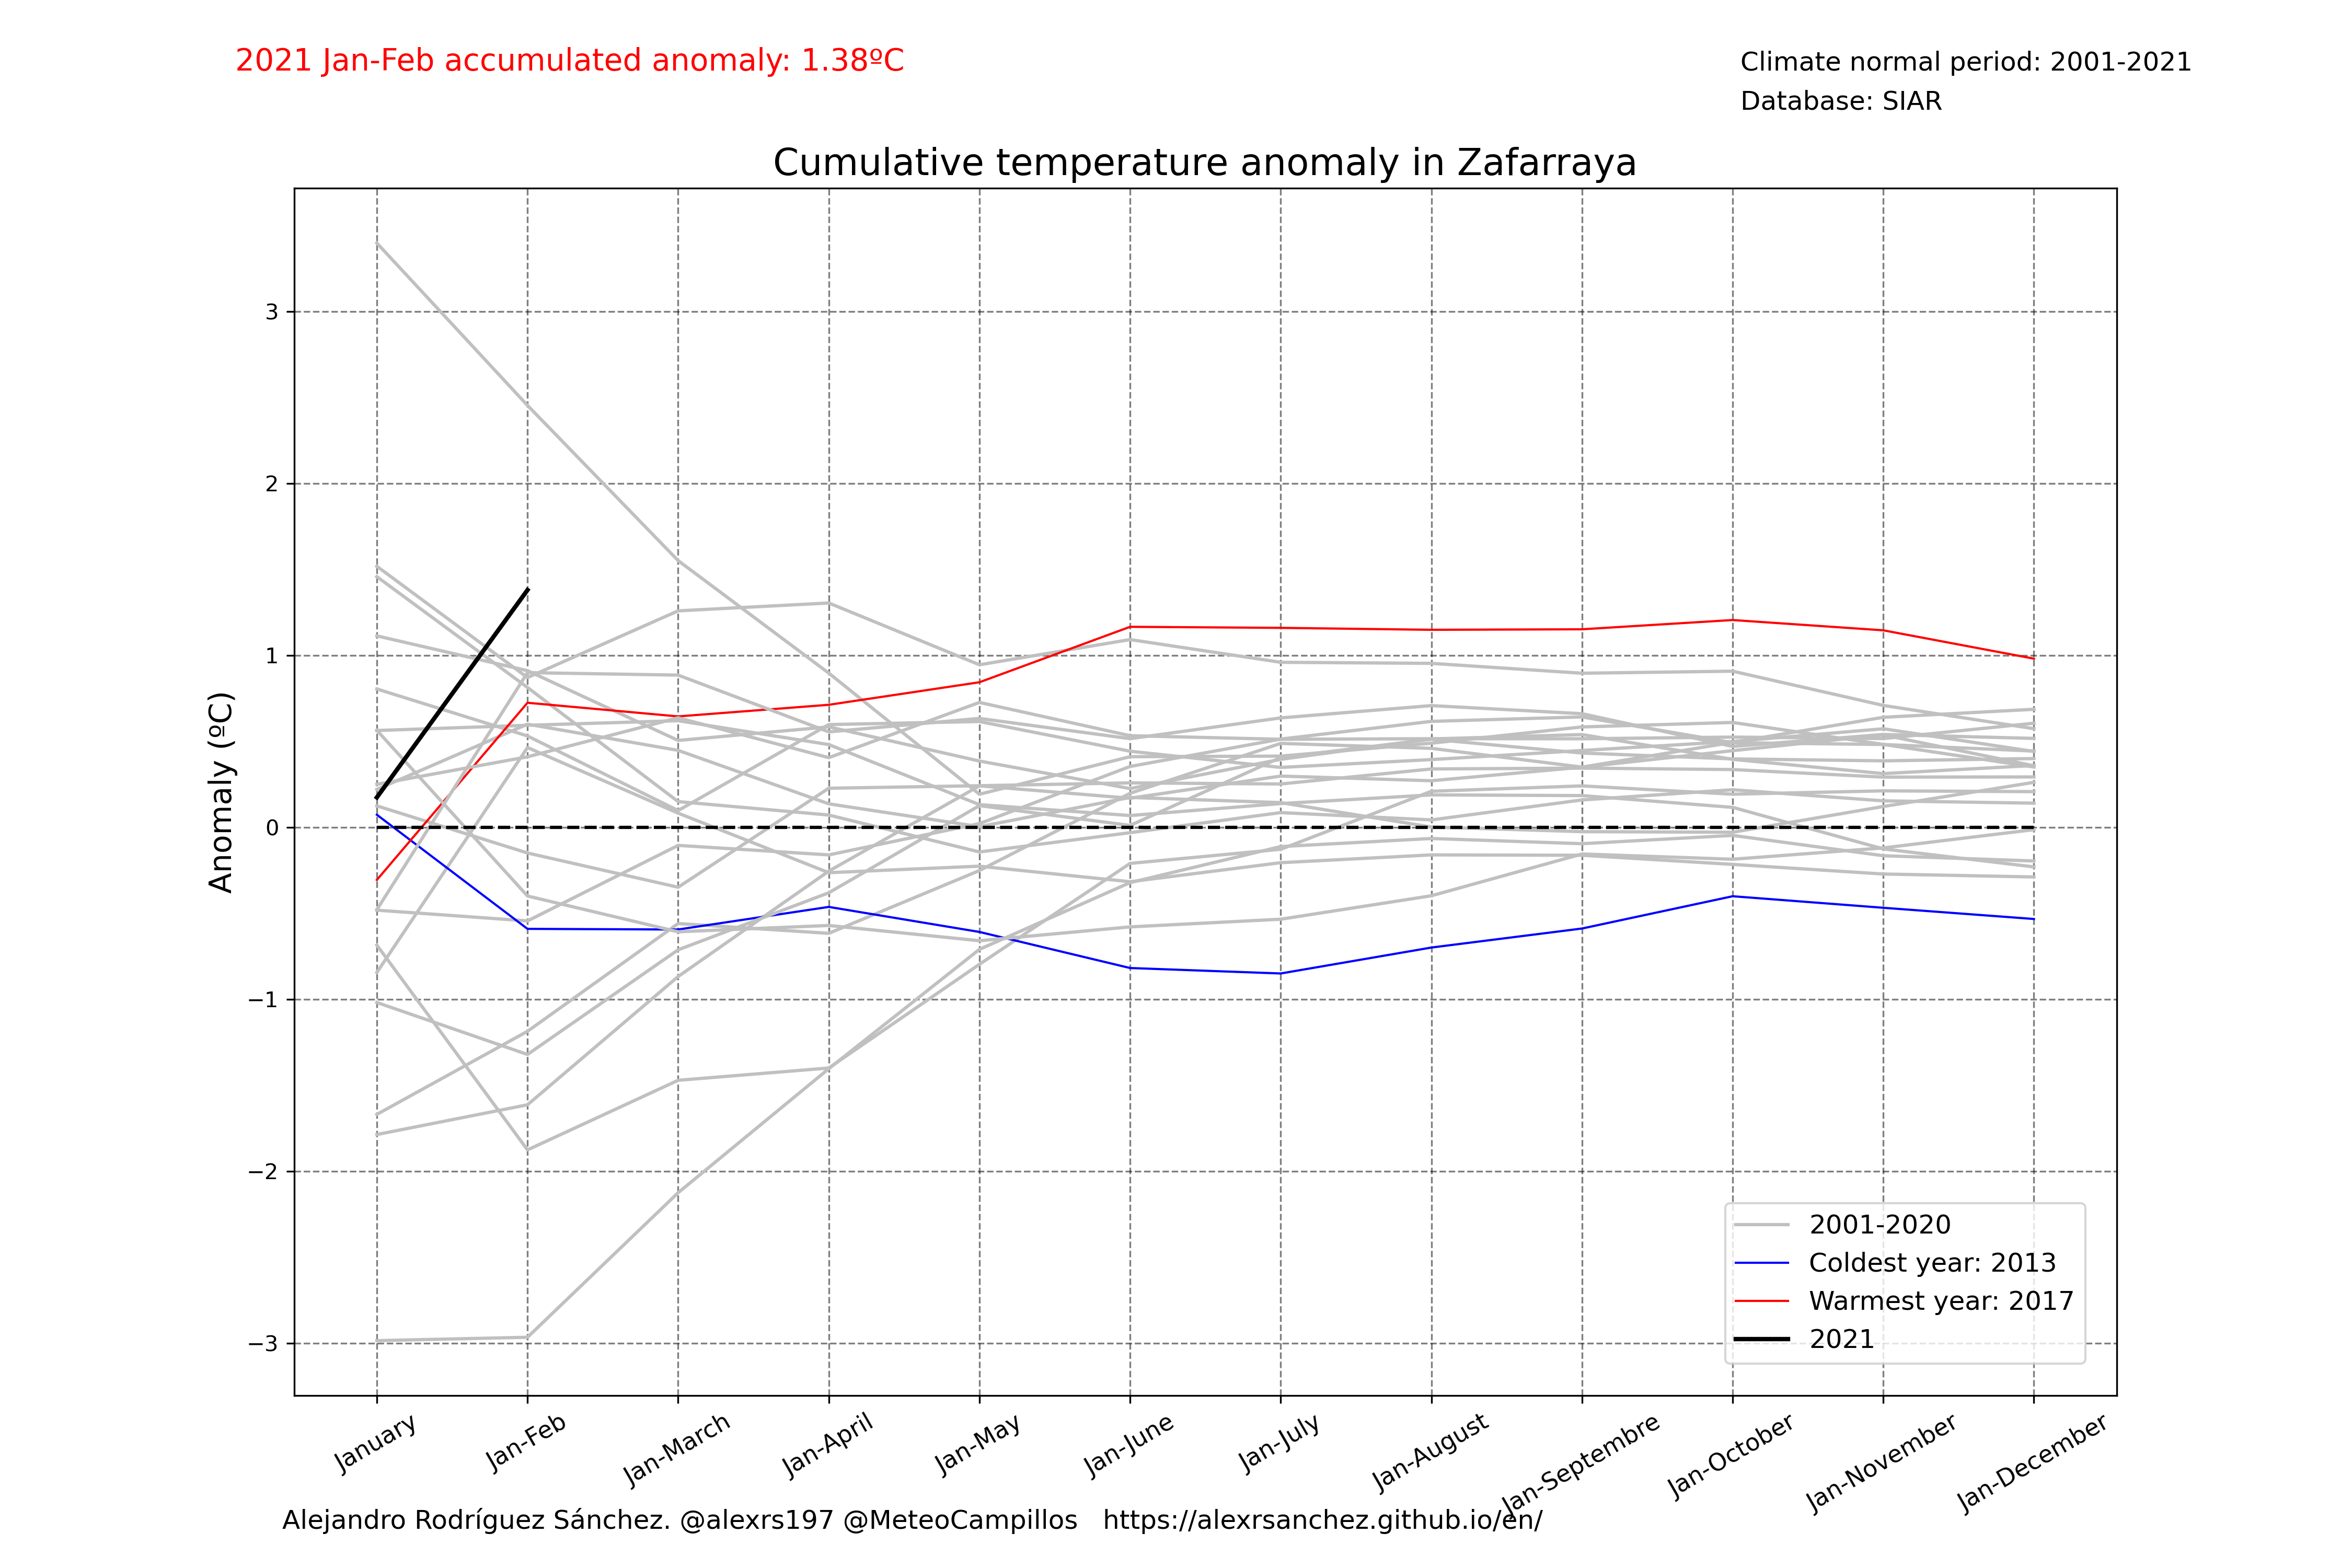 2021 Jan-Feb accumulated anomaly: 1.38ºC
Climate normal period: 2001-2021
Database: SIAR
Cumulative temperature anomaly in Zafarraya
Anomaly (ºC)
3
2
1
0
−1
−2
−3
2001-2020
Coldest year: 2013
Warmest year: 2017
2021
January
Jan-Feb
Jan-March
Jan-April
Jan-May
Jan-June
Jan-July
Jan-August
Jan-Septembre
Jan-October
Jan-November
Jan-December
Alejandro Rodríguez Sánchez. @alexrs197 @MeteoCampillos https://alexrsanchez.github.io/en/